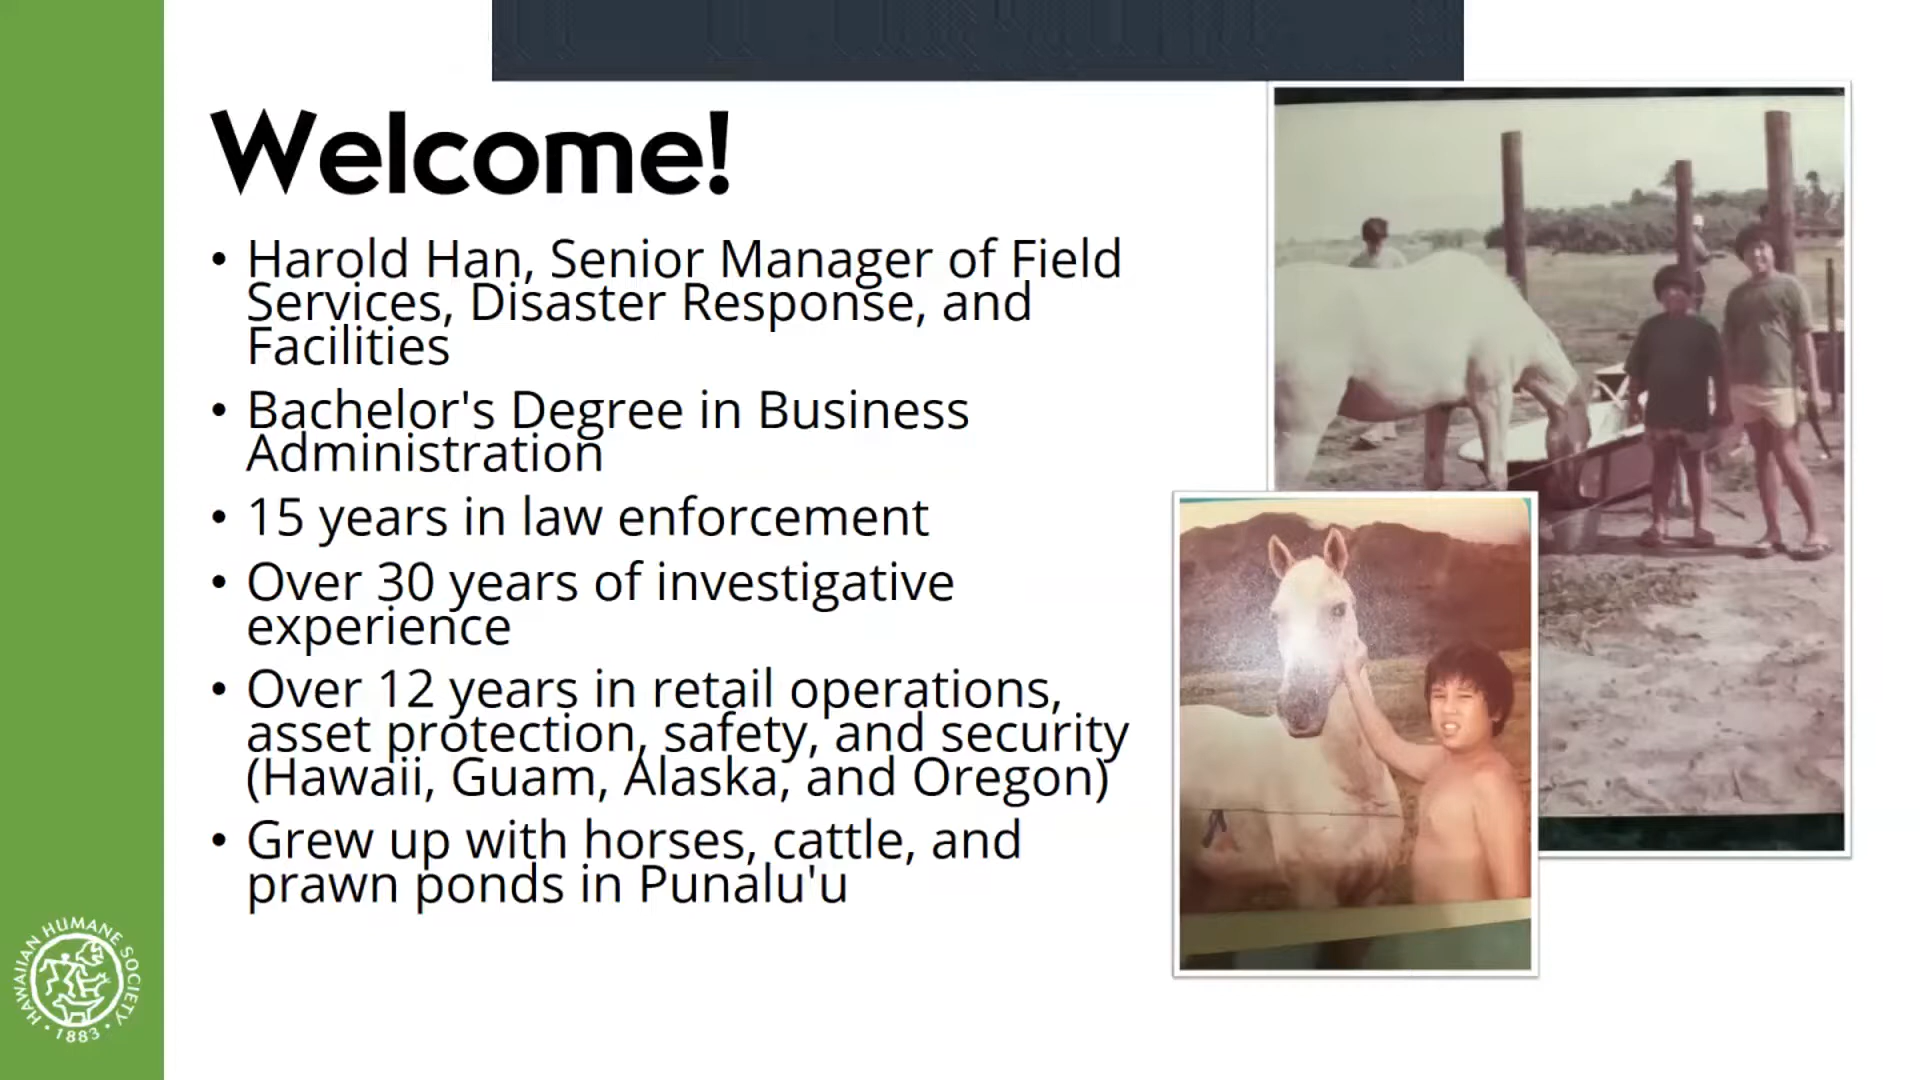 Welcome!
• Harold Han, Senior Manager of Field
Services, Disaster Response, and
Facilities
• Bachelor's Degree in Business
Administration
• 15 years in law enforcement
• Over 30 years of investigative
experience
• Over 12 years in retail operations,
asset protection, safety, and security
(Hawaii, Guam, Alaska, and Oregon)
• Grew up with horses, cattle, and
prawn ponds in Punalu'u
HAWAIIAN HUMANE SOCIETY
• 1883 •